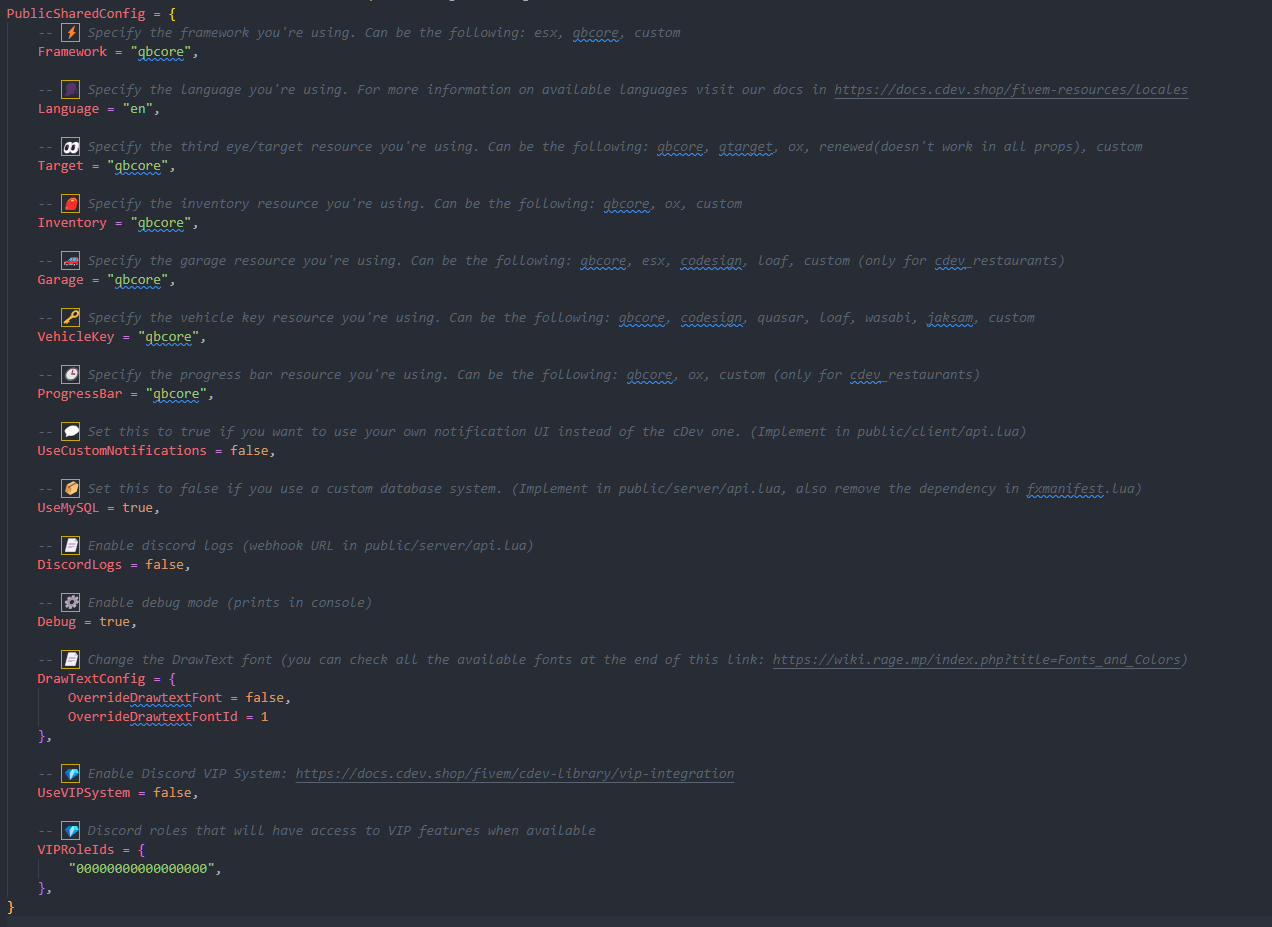 PublicSharedConfig = {
-- ⚡ Specify the framework you're using. Can be the following: esx, qbcore, custom
Framework = "qbcore",
-- Specify the language you're using. For more information on available languages visit our docs in https://docs.cdev.shop/fivem-resources/locales
Language = "en",
-- 👀 Specify the third eye/target resource you're using. Can be the following: qbcore, qtarget, ox, renewed(doesn't work in all props), custom
Target = "qbcore",
-- Specify the inventory resource you're using. Can be the following: qbcore, ox, custom
Inventory = "qbcore",
-- 🚗 Specify the garage resource you're using. Can be the following: qbcore, esx, codesign, loaf, custom (only for cdev_restaurants)
Garage = "qbcore",
-- 🔑 Specify the vehicle key resource you're using. Can be the following: qbcore, codesign, quasar, loaf, wasabi, jaksam, custom
VehicleKey = "qbcore",
-- 🕒 Specify the progress bar resource you're using. Can be the following: qbcore, ox, custom (only for cdev_restaurants)
ProgressBar = "qbcore",
-- 💬 Set this to true if you want to use your own notification UI instead of the cDev one. (Implement in public/client/api.lua)
UseCustomNotifications = false,
-- 📦 Set this to false if you use a custom database system. (Implement in public/server/api.lua, also remove the dependency in fxmanifest.lua)
UseMySQL = true,
-- 📄 Enable discord logs (webhook URL in public/server/api.lua)
DiscordLogs = false,
-- ⚙ Enable debug mode (prints in console)
Debug = true,
-- 📄 Change the DrawText font (you can check all the available fonts at the end of this link: https://wiki.rage.mp/index.php?title=Fonts_and_Colors)
DrawTextConfig = {
OverrideDrawtextFont = false,
OverrideDrawtextFontId = 1
},
-- 💎 Enable Discord VIP System: https://docs.cdev.shop/fivem/cdev-library/vip-integration
UseVIPSystem = false,
-- 💎 Discord roles that will have access to VIP features when available
VIPRoleIds = {
"00000000000000000",
},
}